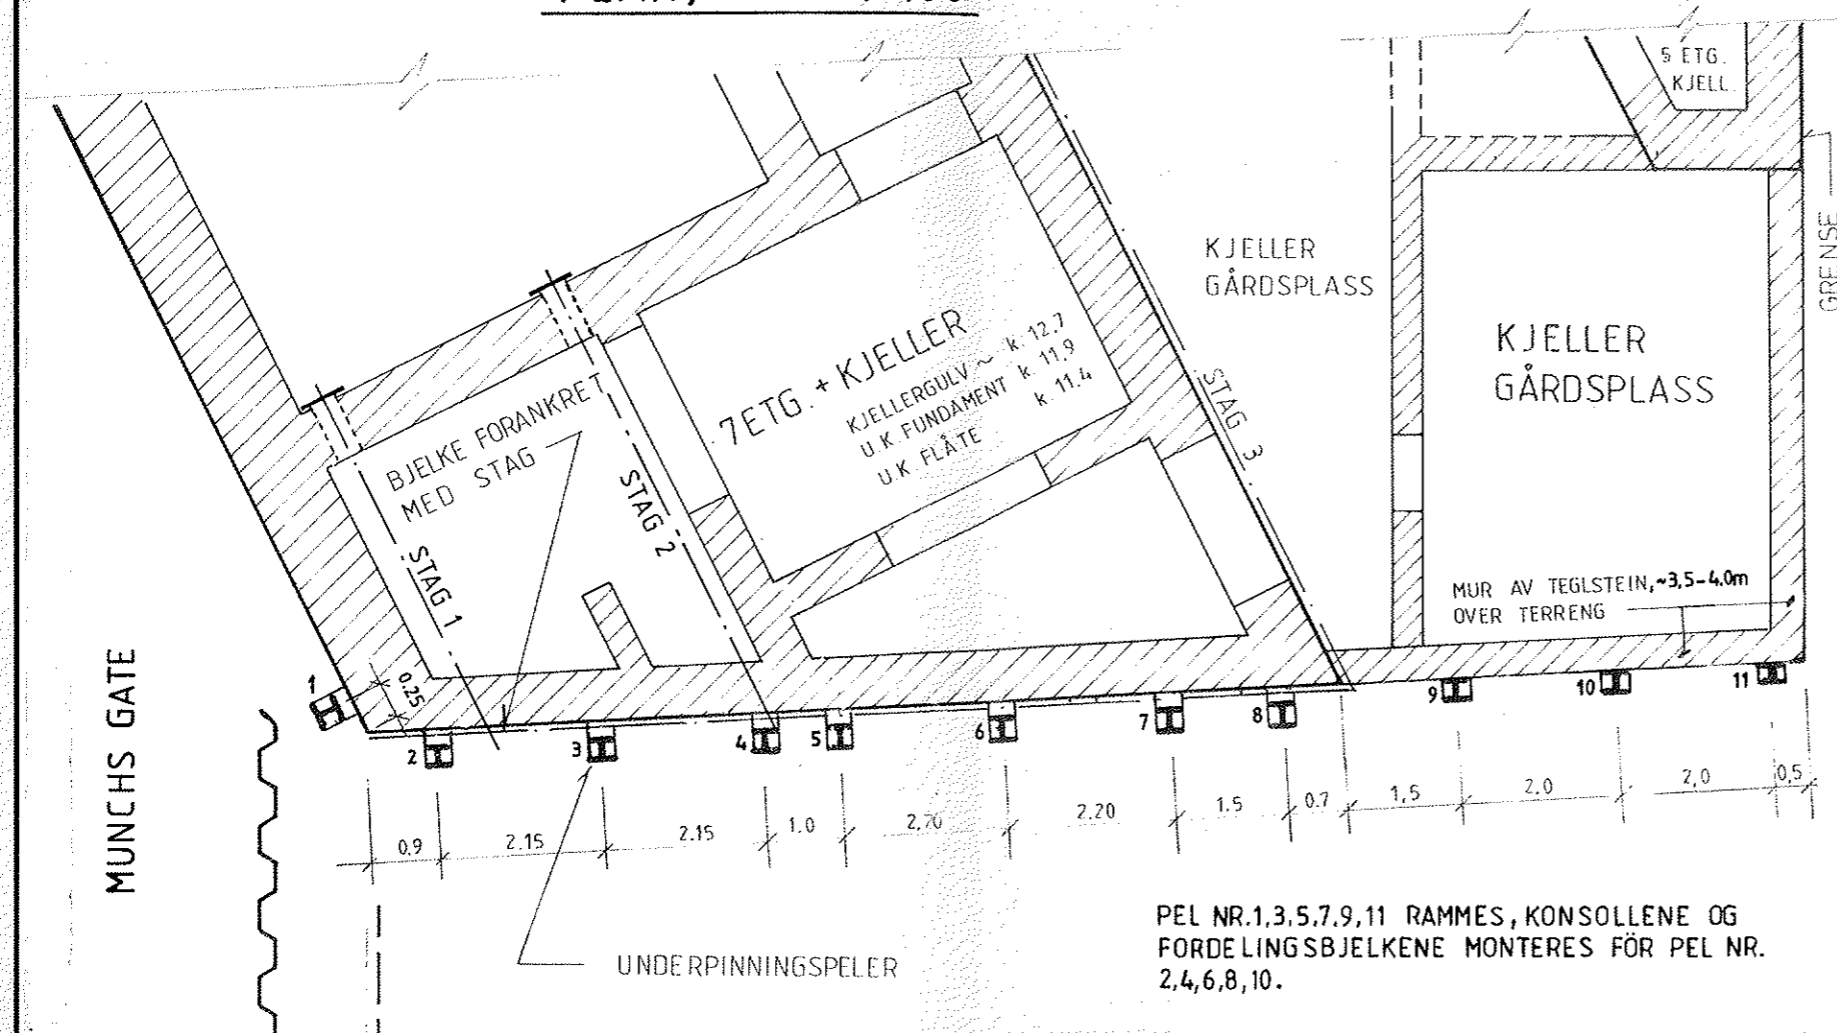 5 ETG.
KJELL.
GRENSE
KJELLER
GÅRDSPLASS
KJELLER
GÅRDSPLASS
7 ETG. + KJELLER
KJELLERGULV ~ k. 12.7
U.K. FUNDAMENT k. 11.9
U.K. FLÅTE k. 11.4
BJELKE FORANKRET
MED STAG
STAG 1
STAG 2
STAG 3
MUR AV TEGLSTEIN, ~3,5-4.0m
OVER TERRENG
MUNCHS GATE
1
0.25
2
3
4
5
6
7
8
9
10
11
0,9
2.15
2.15
1.0
2,20
2.20
1.5
0.7
1,5
2.0
2,0
0,5
UNDERPINNINGSPELER
PEL NR.1,3,5,7,9,11 RAMMES, KONSOLLENE OG
FORDELINGSBJELKENE MONTERES FÖR PEL NR.
2,4,6,8,10.